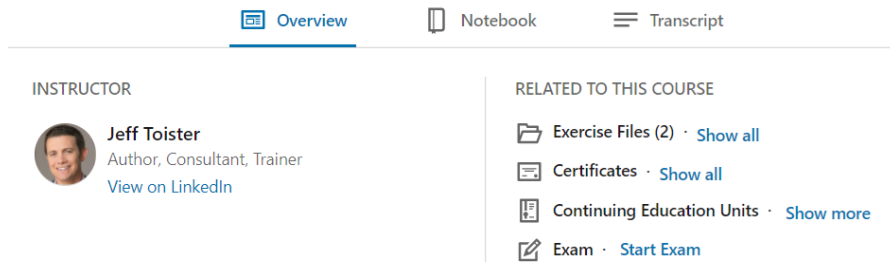 Overview
Notebook
Transcript
INSTRUCTOR
Jeff Toister
Author, Consultant, Trainer
View on LinkedIn
RELATED TO THIS COURSE
Exercise Files (2) · Show all
Certificates · Show all
Continuing Education Units · Show more
Exam · Start Exam